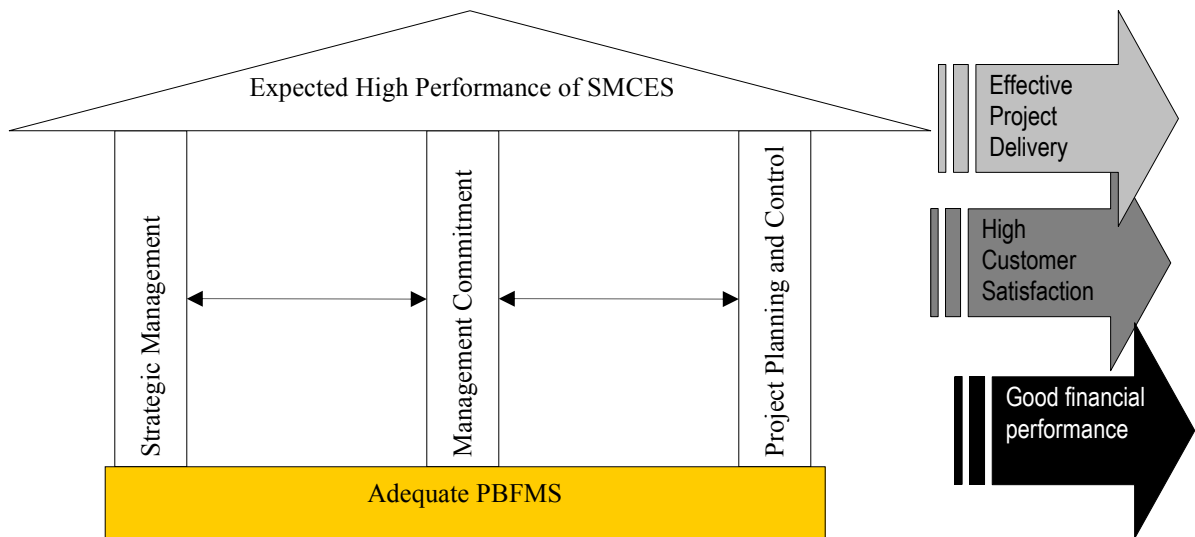 Expected High Performance of SMCES
Strategic Management
Management Commitment
Project Planning and Control
Adequate PBFMS
Effective
Project
Delivery
High
Customer
Satisfaction
Good financial
performance